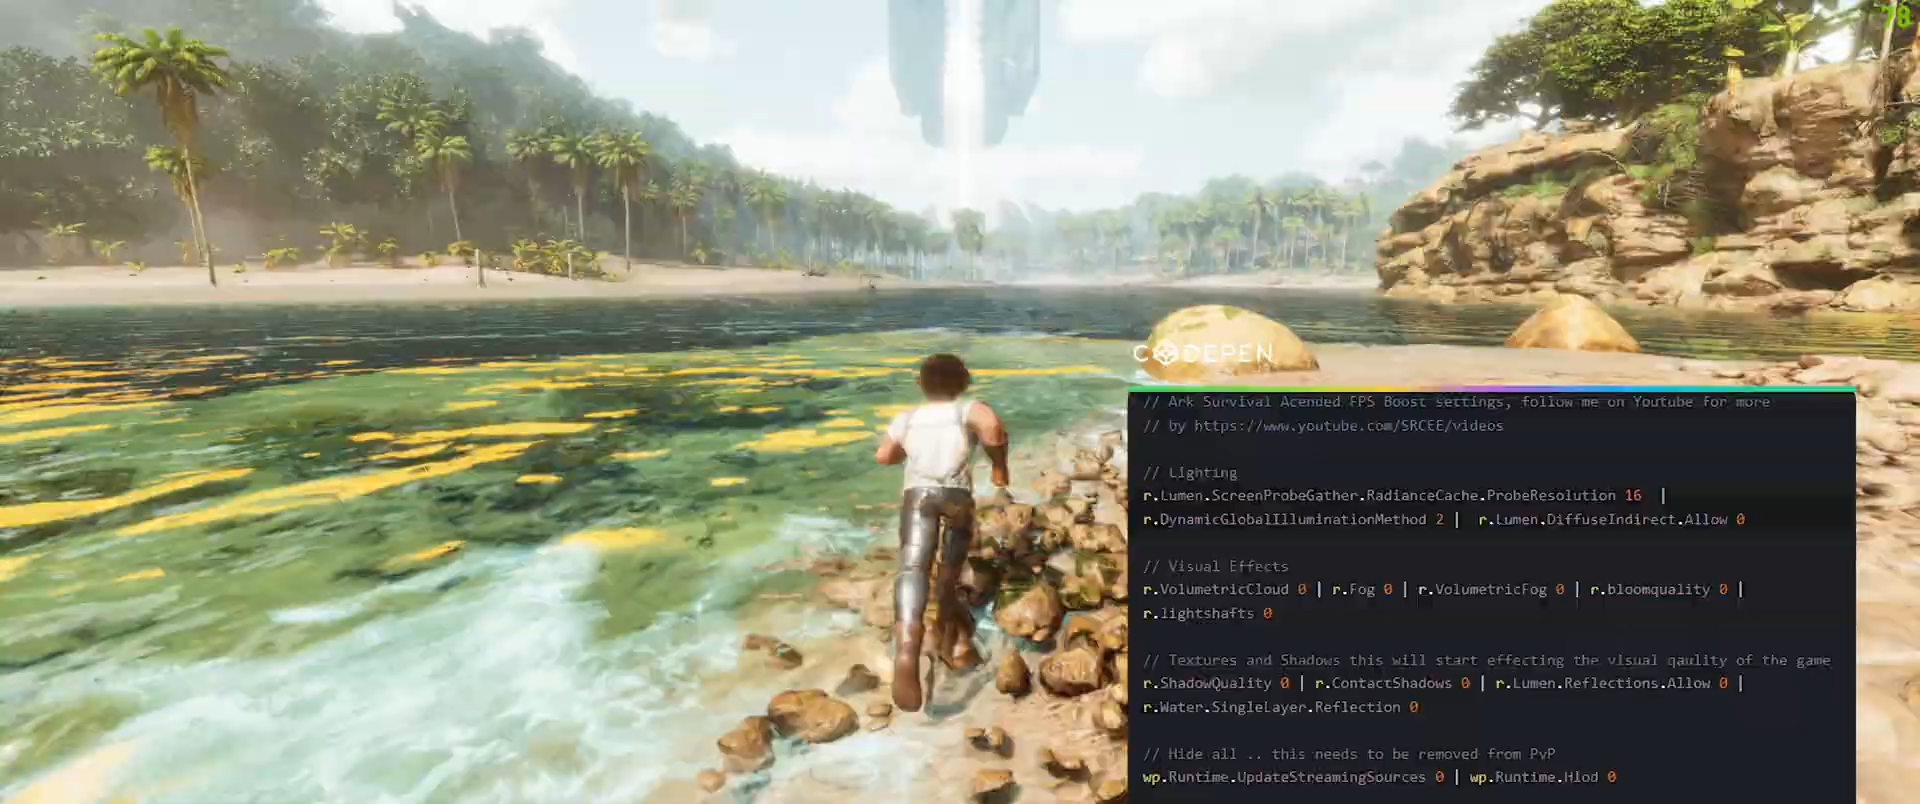 78
CODEPEN
// Ark Survival Acended FPS Boost settings, follow me on Youtube for more
// by https://www.youtube.com/SRCEE/videos
// Lighting
r.Lumen.ScreenProbeGather.RadianceCache.ProbeResolution 16 |
r.DynamicGlobalIlluminationMethod 2 | r.Lumen.DiffuseIndirect.Allow 0
// Visual Effects
r.VolumetricCloud 0 | r.Fog 0 | r.VolumetricFog 0 | r.bloomquality 0 |
r.lightshafts 0
// Textures and Shadows this will start effecting the visual qaulity of the game
r.ShadowQuality 0 | r.ContactShadows 0 | r.Lumen.Reflections.Allow 0 |
r.Water.SingleLayer.Reflection 0
// Hide all .. this needs to be removed from PvP
wp.Runtime.UpdateStreamingSources 0 | wp.Runtime.Hlod 0